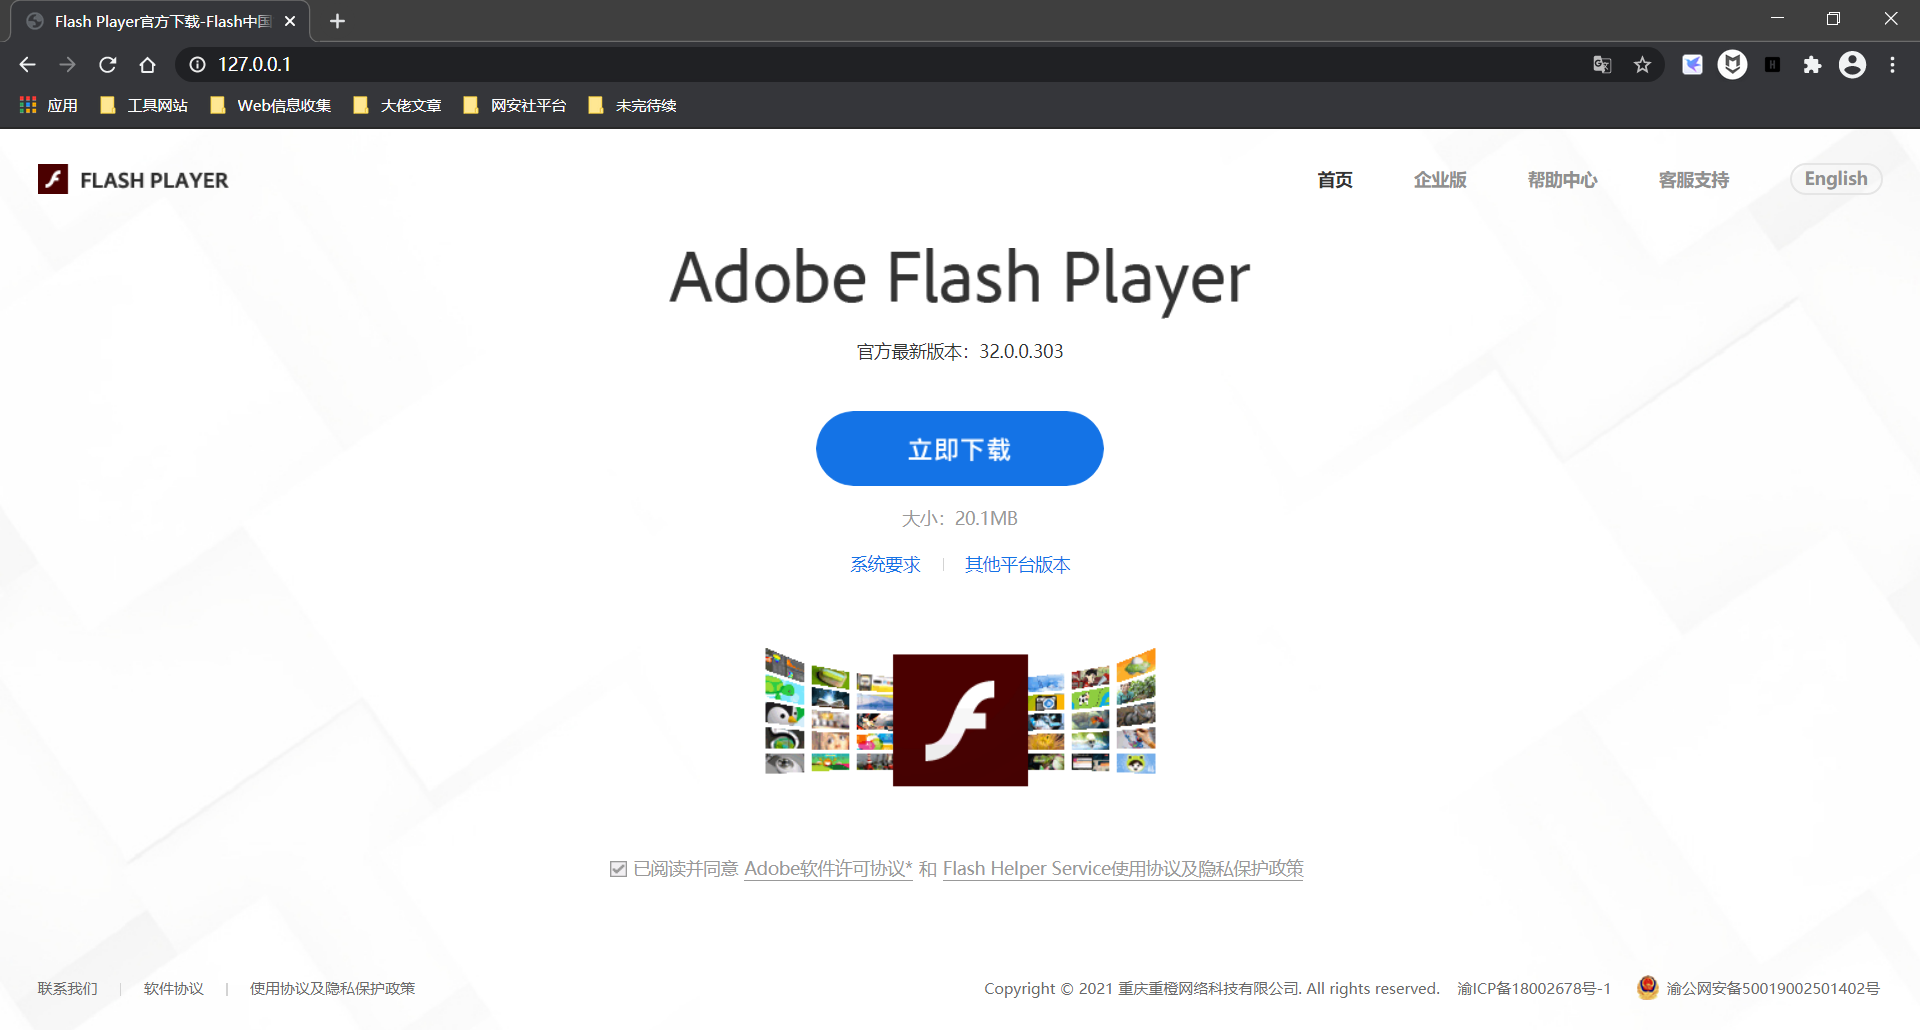 Flash Player官方下载-Flash中国
127.0.0.1
应用 工具网站 Web信息收集 大佬文章 网安社平台 未完待续
FLASH PLAYER 首页 企业版 帮助中心 客服支持 English
Adobe Flash Player
官方最新版本：32.0.0.303
立即下载
大小：20.1MB
系统要求 | 其他平台版本
已阅读并同意 Adobe软件许可协议* 和 Flash Helper Service使用协议及隐私保护政策
联系我们 | 软件协议 | 使用协议及隐私保护政策 Copyright © 2021 重庆重橙网络科技有限公司. All rights reserved. 渝ICP备18002678号-1 渝公网安备50019002501402号